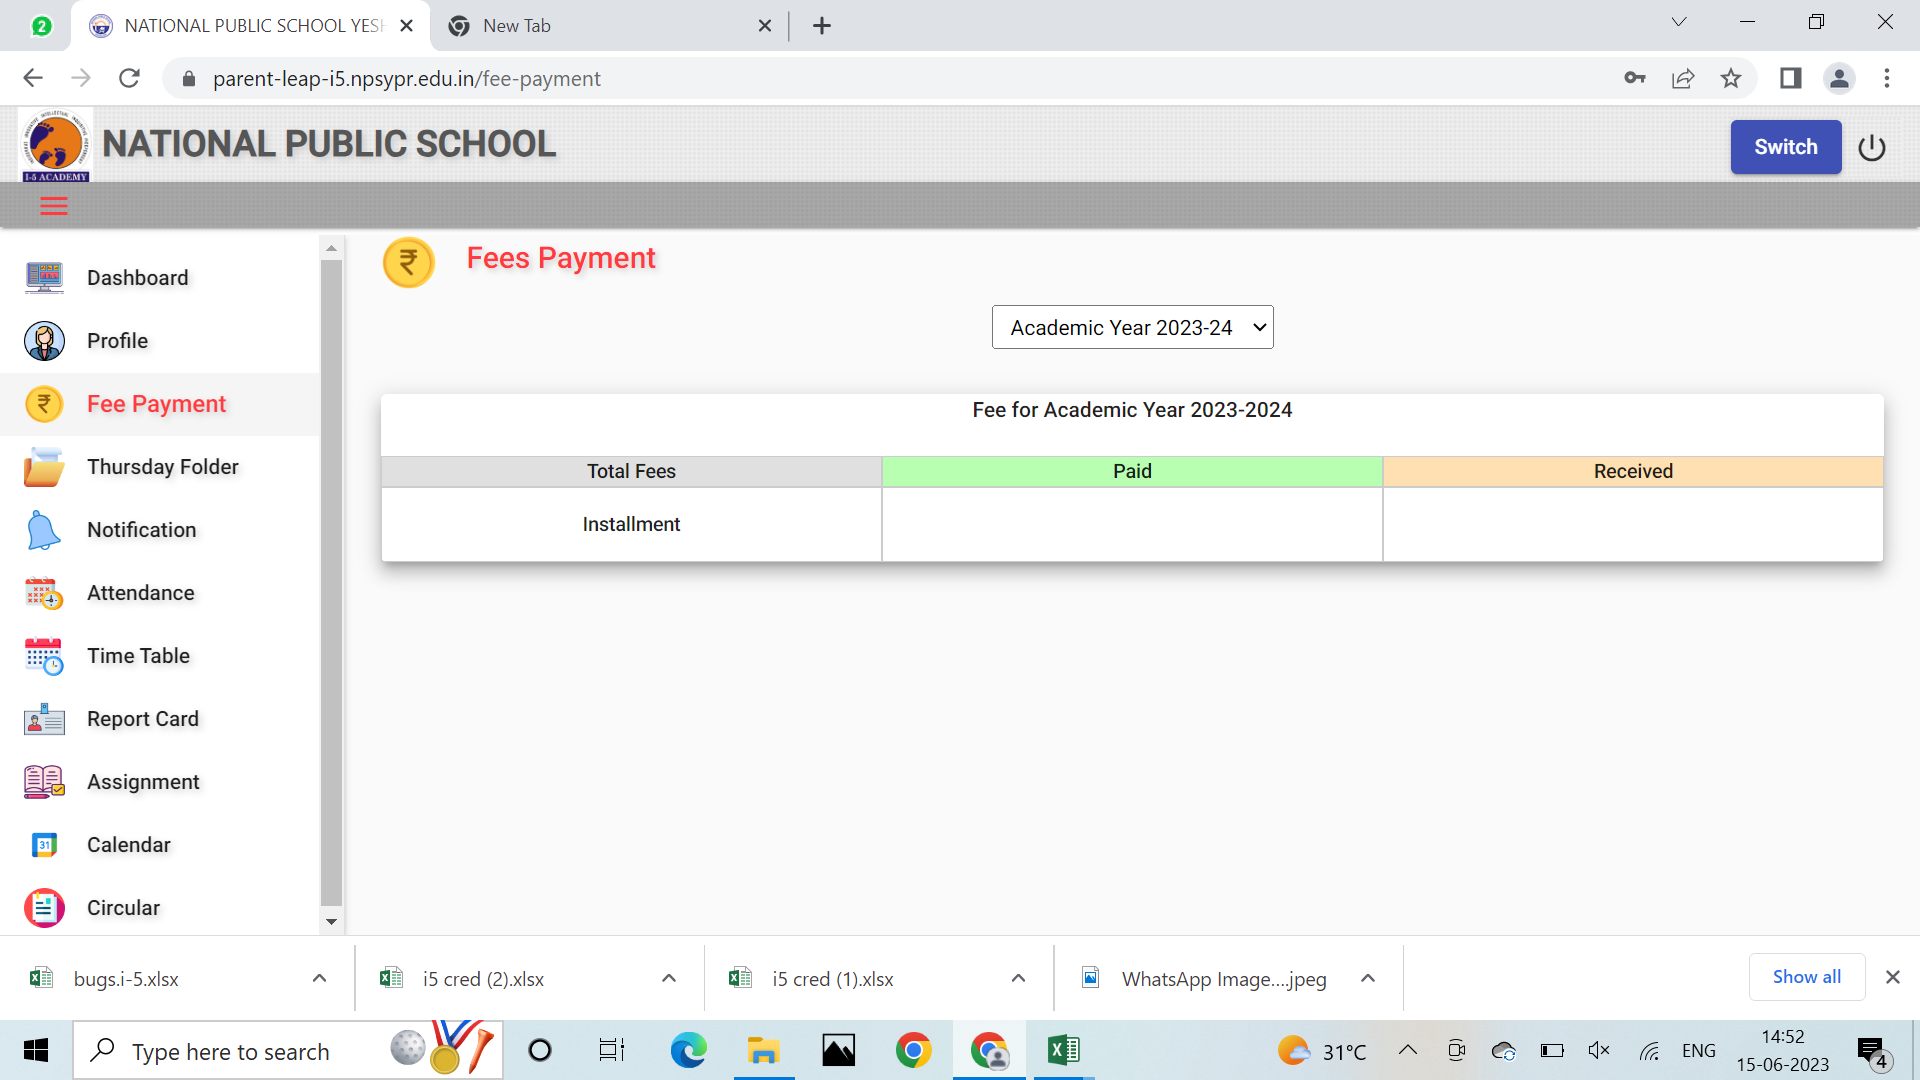 2
NATIONAL PUBLIC SCHOOL YESH
New Tab
parent-leap-i5.npsypr.edu.in/fee-payment
I-5 ACADEMY
NATIONAL PUBLIC SCHOOL
Switch
Dashboard
Profile
Fee Payment
Thursday Folder
Notification
Attendance
Time Table
Report Card
Assignment
31
Calendar
Circular
Fees Payment
Academic Year 2023-24
Fee for Academic Year 2023-2024
Total Fees
Paid
Received
Installment
bugs.i-5.xlsx
i5 cred (2).xlsx
i5 cred (1).xlsx
WhatsApp Image....jpeg
Show all
Type here to search
31°C
ENG
14:52
15-06-2023
4